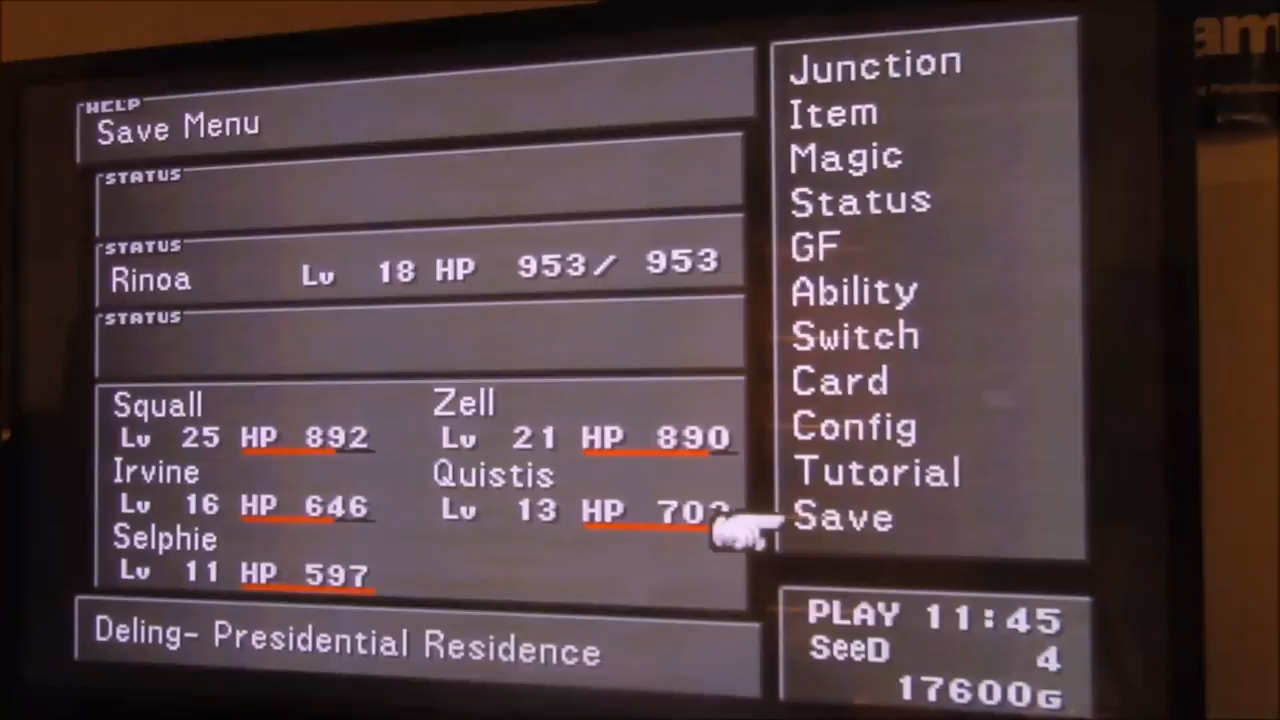 HELP
Save Menu
STATUS
STATUS
Rinoa Lv 18 HP 953/ 953
STATUS
Squall
Lv 25 HP 892
Zell
Lv 21 HP 890
Irvine
Lv 16 HP 646
Quistis
Lv 13 HP
Selphie
Lv 11 HP 597
Deling- Presidential Residence
Junction
Item
Magic
Status
GF
Ability
Switch
Card
Config
Tutorial
Save
PLAY 11:45
SeeD 4
17600G